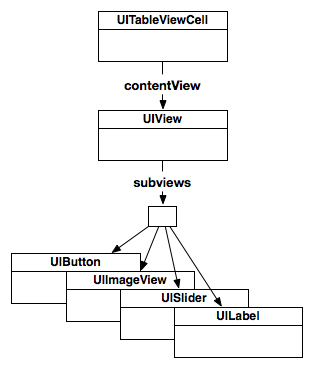 UITableViewCell
contentView
UIView
subviews
UIButton
UIImageView
UISlider
UILabel